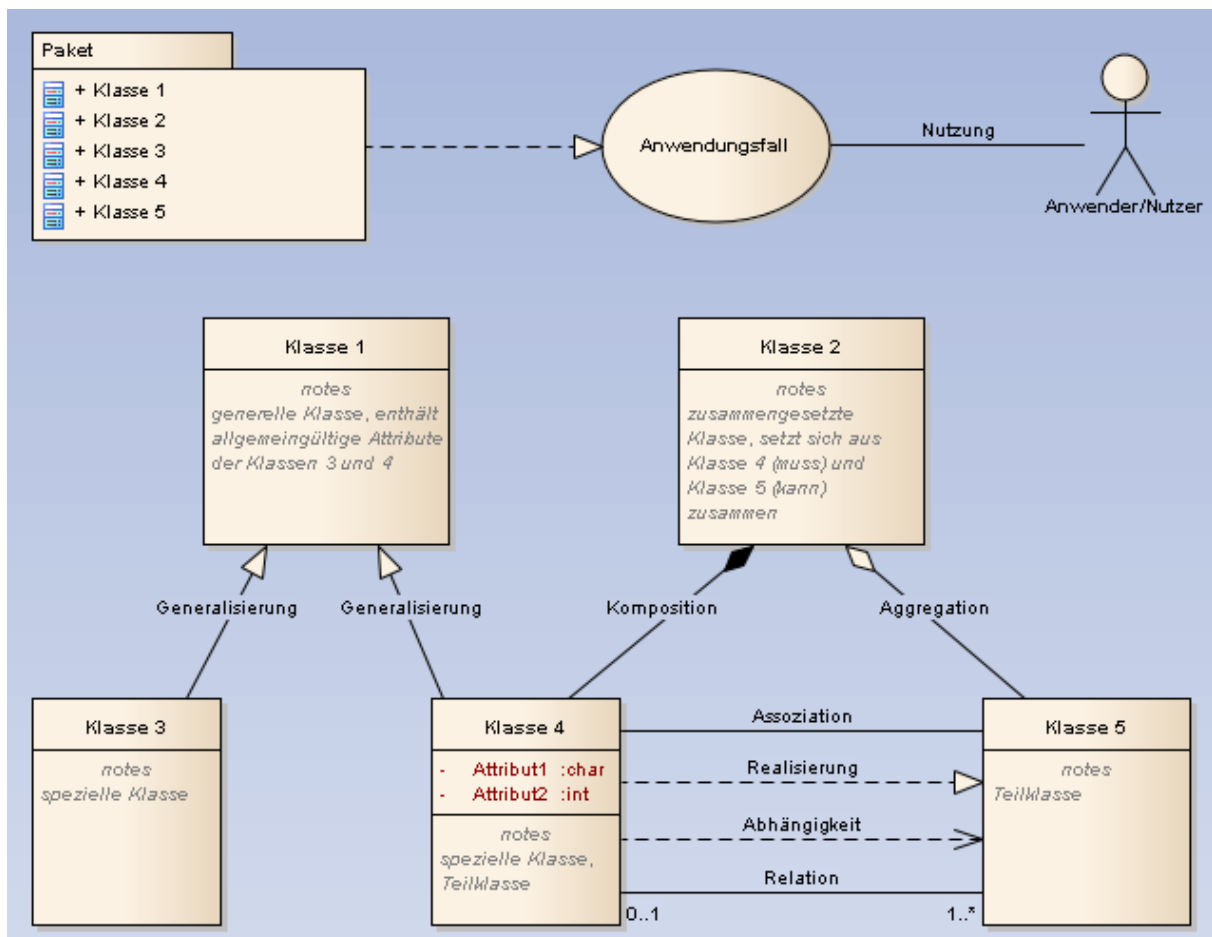 Paket
+ Klasse 1
+ Klasse 2
+ Klasse 3
+ Klasse 4
+ Klasse 5
Anwendungsfall
Nutzung
Anwender/Nutzer
Klasse 1
notes
generelle Klasse, enthält
allgemeingültige Attribute
der Klassen 3 und 4
Klasse 2
notes
zusammengesetzte
Klasse, setzt sich aus
Klasse 4 (muss) und
Klasse 5 (kann)
zusammen
Generalisierung
Generalisierung
Komposition
Aggregation
Klasse 3
notes
spezielle Klasse
Klasse 4
- Attribut1 :char
- Attribut2 :int
notes
spezielle Klasse,
Teilklasse
Assoziation
Realisierung
Abhängigkeit
Relation
0..1
1..*
Klasse 5
notes
Teilklasse